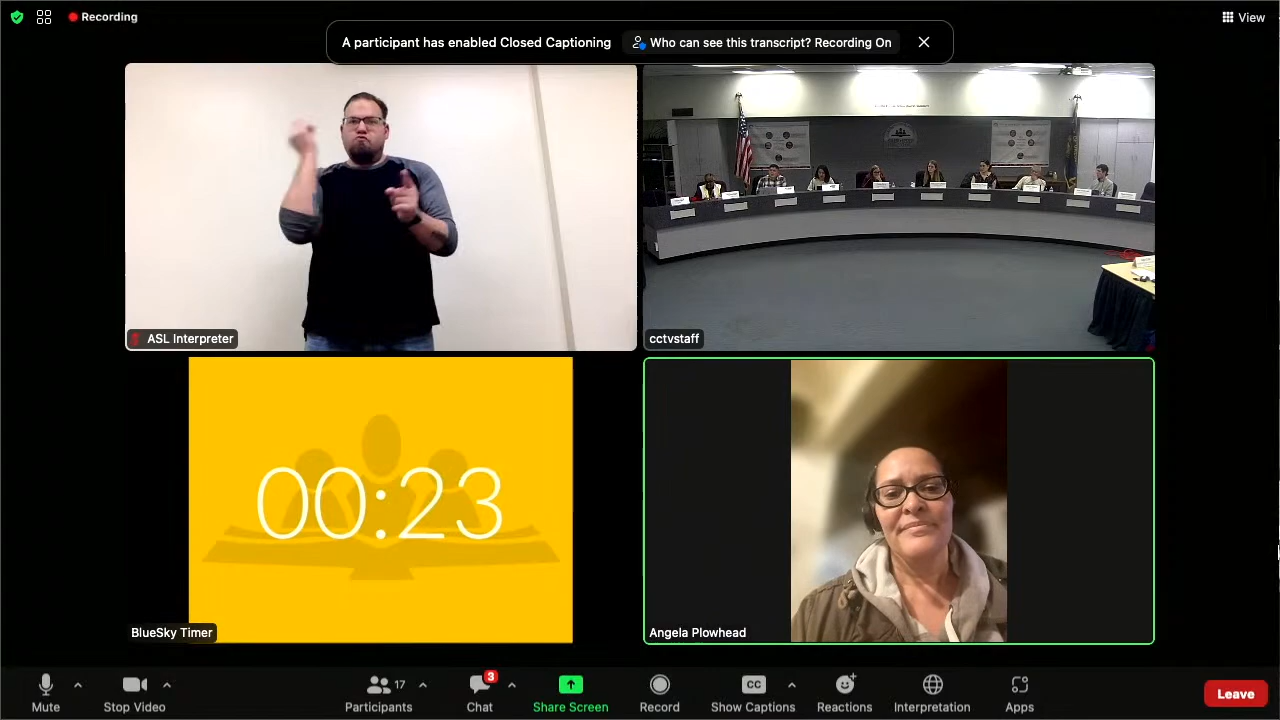 Recording
View
A participant has enabled Closed Captioning
Who can see this transcript? Recording On
ASL Interpreter
cctvstaff
00:23
BlueSky Timer
Angela Plowhead
Mute
Stop Video
17
Participants
3
Chat
Share Screen
Record
CC
Show Captions
Reactions
Interpretation
Apps
Leave